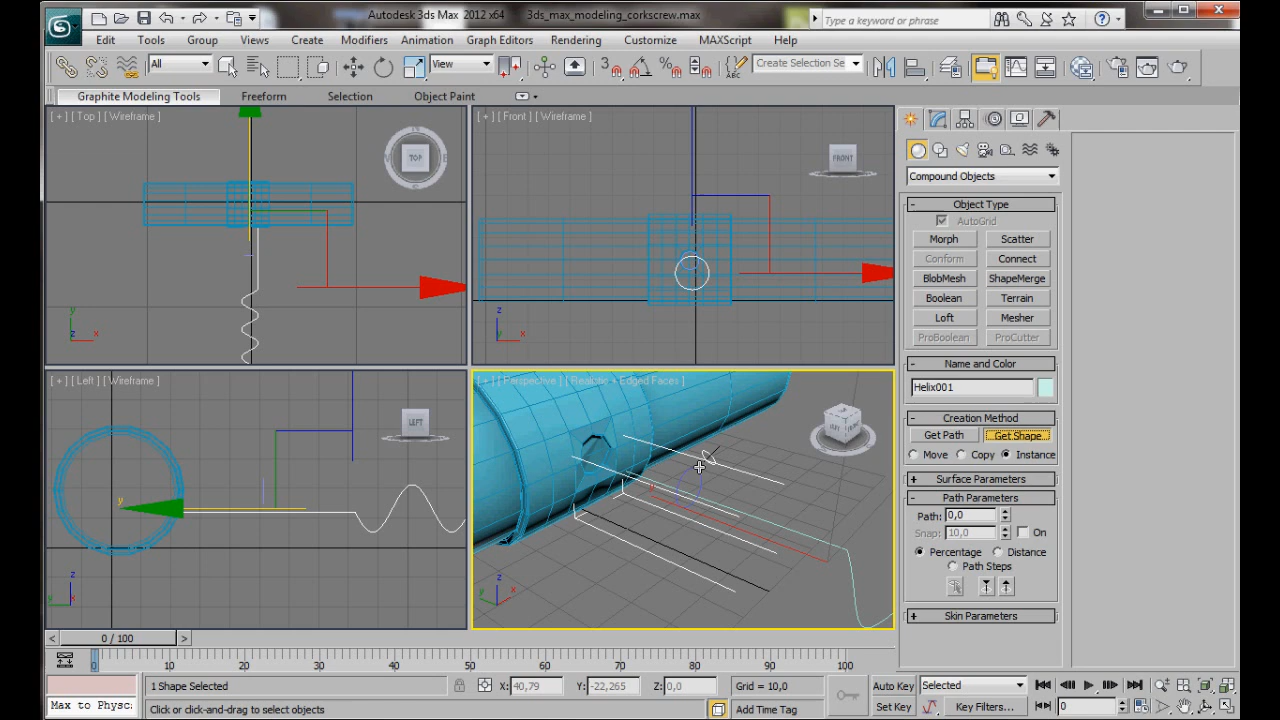 Autodesk 3ds Max 2012 x64 3ds_max_modeling_corkscrew.max
Type a keyword or phrase
Edit Tools Group Views Create Modifiers Animation Graph Editors Rendering Customize MAXScript Help
All View 3 Create Selection Se
Graphite Modeling Tools Freeform Selection Object Paint
[ + ] [ Top ] [ Wireframe ]
TOP
[ + ] [ Front ] [ Wireframe ]
FRONT
Compound Objects
- Object Type
AutoGrid
Morph Scatter
Conform Connect
BlobMesh ShapeMerge
Boolean Terrain
Loft Mesher
ProBoolean ProCutter
- Name and Color
Helix001
- Creation Method
Get Path Get Shape...
Move Copy Instance
+ Surface Parameters
- Path Parameters
Path: 0,0
Snap: 10,0 On
Percentage Distance
Path Steps
+ Skin Parameters
y
z x
z
x
[ + ] [ Left ] [ Wireframe ]
LEFT
y
z
y
[ + ] [ Perspective ] [ Realistic + Edged Faces ]
LEFT
z
y x
< 0 / 100 >
0 10 20 30 40 50 60 70 80 90 100
1 Shape Selected X: 40,79 Y: -22,265 Z: 0,0 Grid = 10,0 Auto Key Selected
Max to Physc: Click or click-and-drag to select objects Add Time Tag Set Key Key Filters... 0